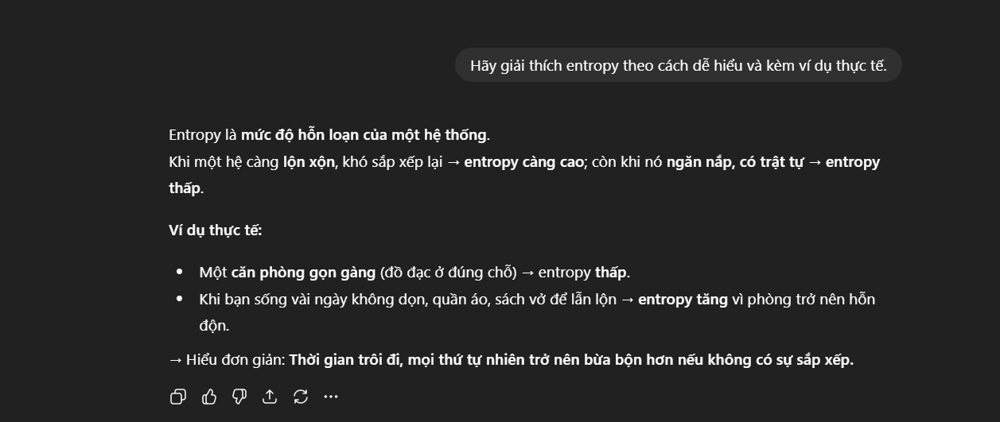 Hãy giải thích entropy theo cách dễ hiểu và kèm ví dụ thực tế.
Entropy là mức độ hỗn loạn của một hệ thống.
Khi một hệ càng lộn xộn, khó sắp xếp lại → entropy càng cao; còn khi nó ngăn nắp, có trật tự → entropy
thấp.
Ví dụ thực tế:
• Một căn phòng gọn gàng (đồ đạc ở đúng chỗ) → entropy thấp.
• Khi bạn sống vài ngày không dọn, quần áo, sách vở để lẫn lộn → entropy tăng vì phòng trở nên hỗn
độn.
→ Hiểu đơn giản: Thời gian trôi đi, mọi thứ tự nhiên trở nên bừa bộn hơn nếu không có sự sắp xếp.